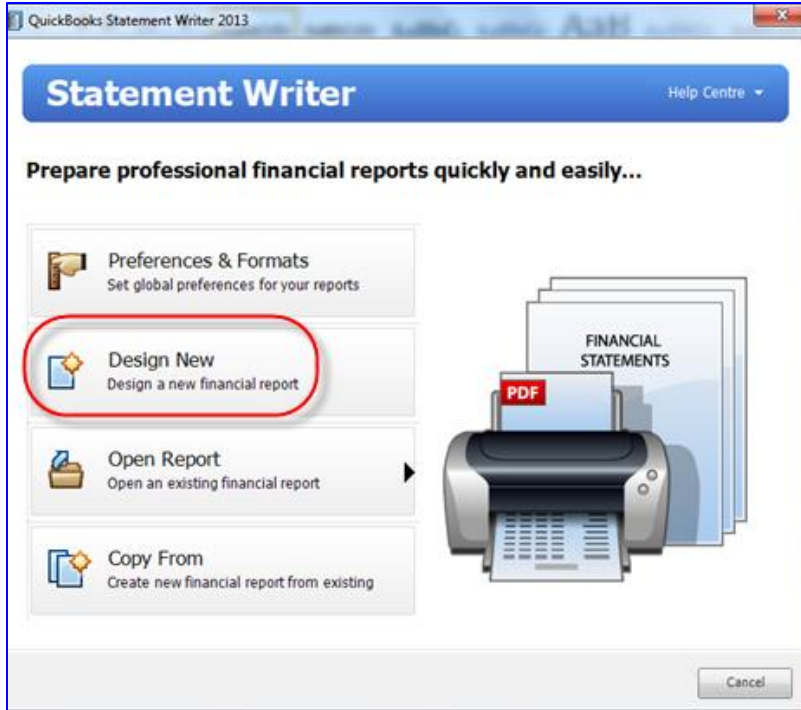 QuickBooks Statement Writer 2013
Statement Writer
Help Centre
Prepare professional financial reports quickly and easily...
Preferences & Formats
Set global preferences for your reports
Design New
Design a new financial report
Open Report
Open an existing financial report
Copy From
Create new financial report from existing
FINANCIAL
STATEMENTS
PDF
Cancel